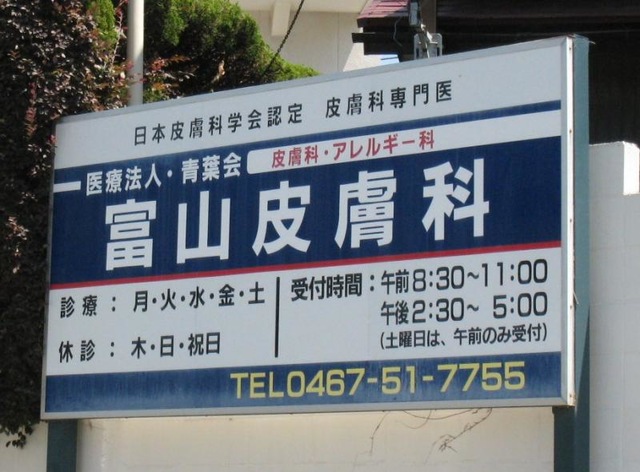 日本皮膚科学会認定 皮膚科専門医
医療法人・青葉会 皮膚科・アレルギー科
富山皮膚科
診療：月・火・水・金・土
休診：木・日・祝日
受付時間：午前8:30～11:00
午後2:30～ 5:00
(土曜日は、午前のみ受付)
TEL0467-51-7755